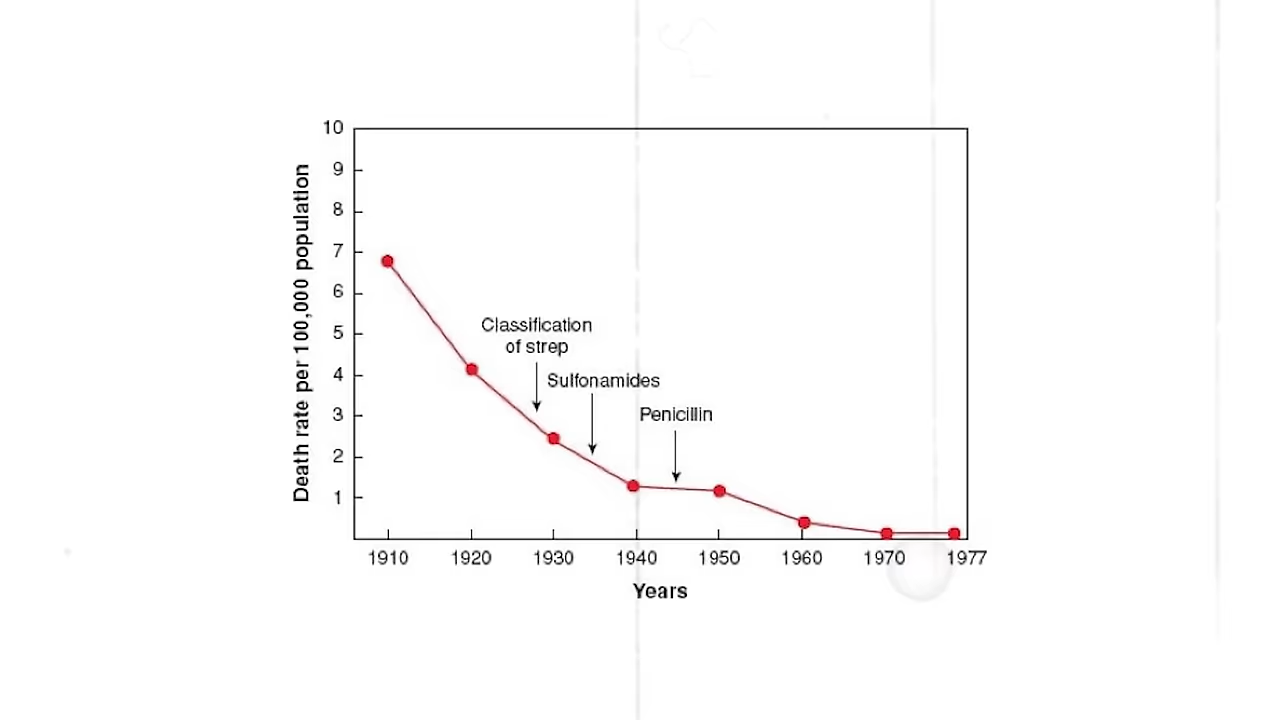 10
9
8
7
6
5
4
3
2
1
Death rate per 100,000 population
Classification
of strep
Sulfonamides
Penicillin
1910 1920 1930 1940 1950 1960 1970 1977
Years